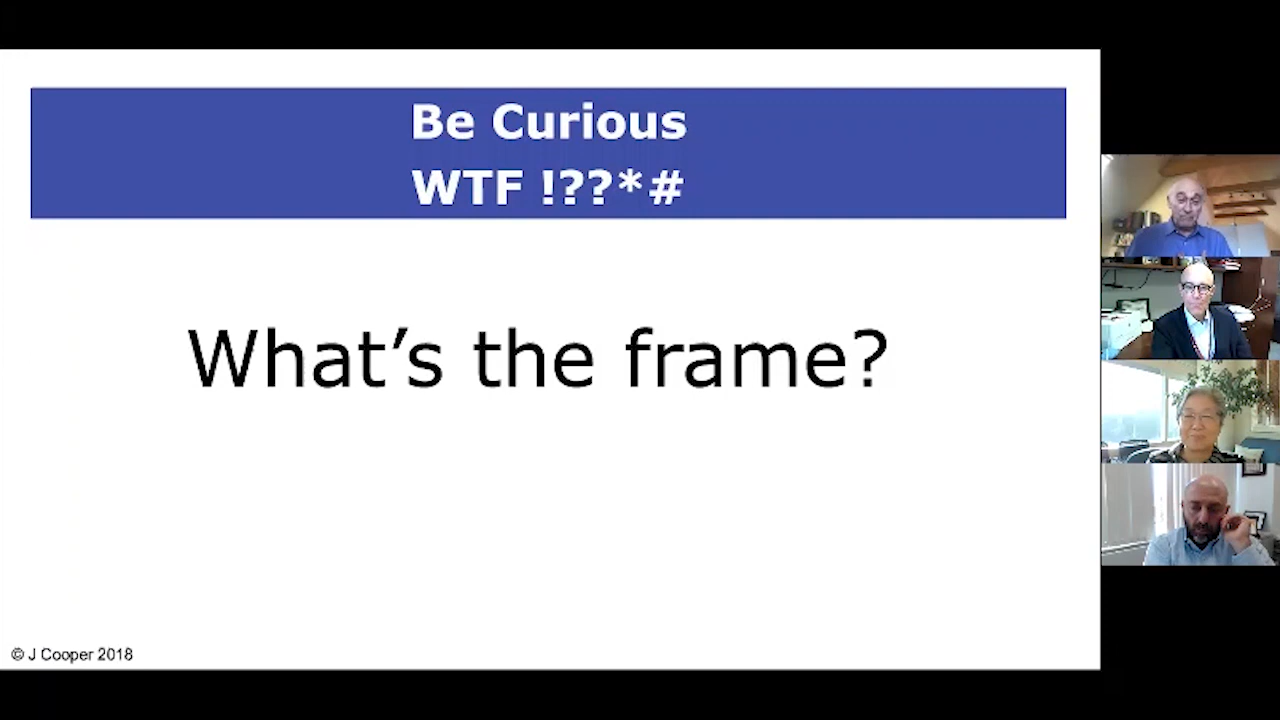 Be Curious
WTF !??*#
What’s the frame?
© J Cooper 2018